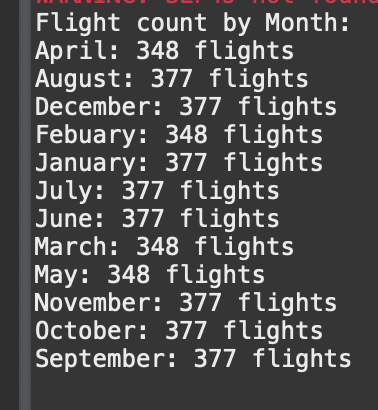 Flight count by Month:
April: 348 flights
August: 377 flights
December: 377 flights
Febuary: 348 flights
January: 377 flights
July: 377 flights
June: 377 flights
March: 348 flights
May: 348 flights
November: 377 flights
October: 377 flights
September: 377 flights